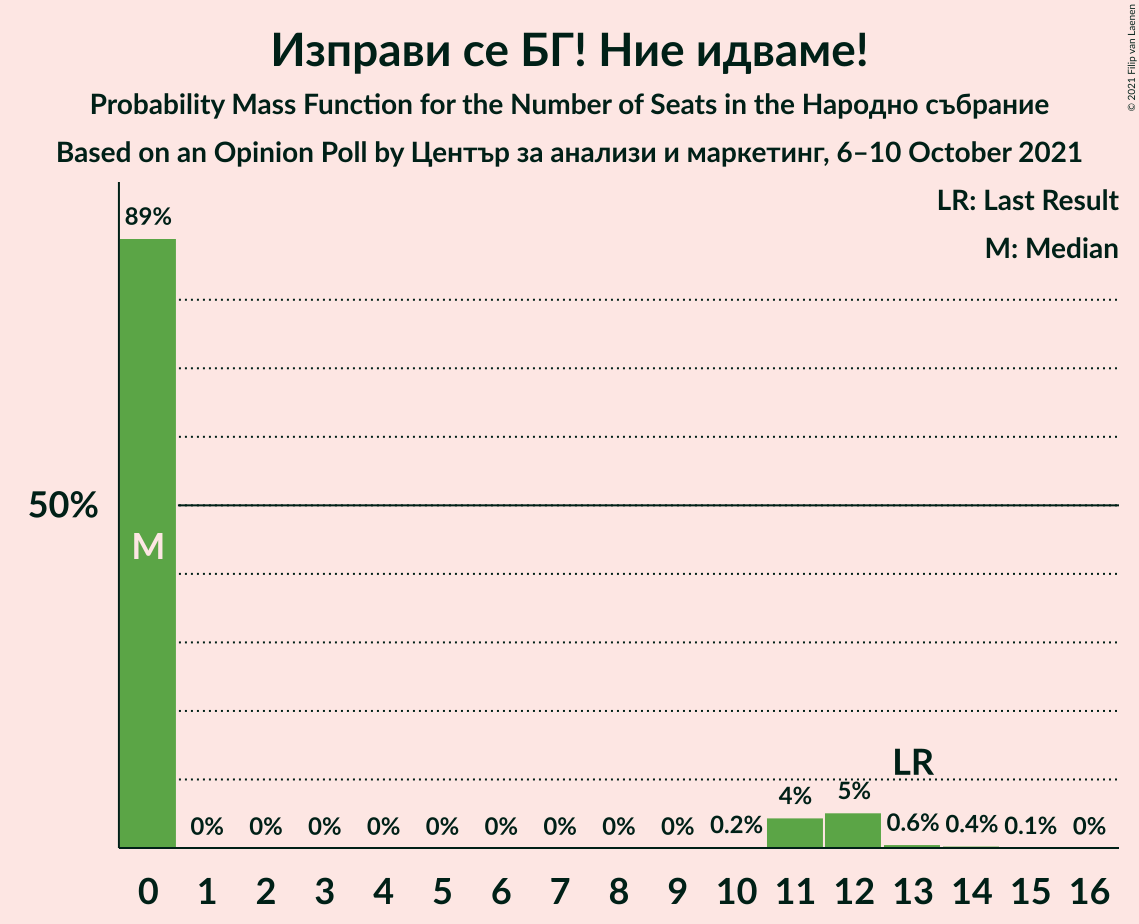 Изправи се БГ! Ние идваме!
Probability Mass Function for the Number of Seats in the Народно събрание
Based on an Opinion Poll by Център за анализи и маркетинг, 6–10 October 2021
© 2021 Filip van Laenen
LR: Last Result
M: Median
89%
50%
M
LR
0% 0% 0% 0% 0% 0% 0% 0% 0% 0.2% 4% 5% 0.6% 0.4% 0.1% 0%
0 1 2 3 4 5 6 7 8 9 10 11 12 13 14 15 16